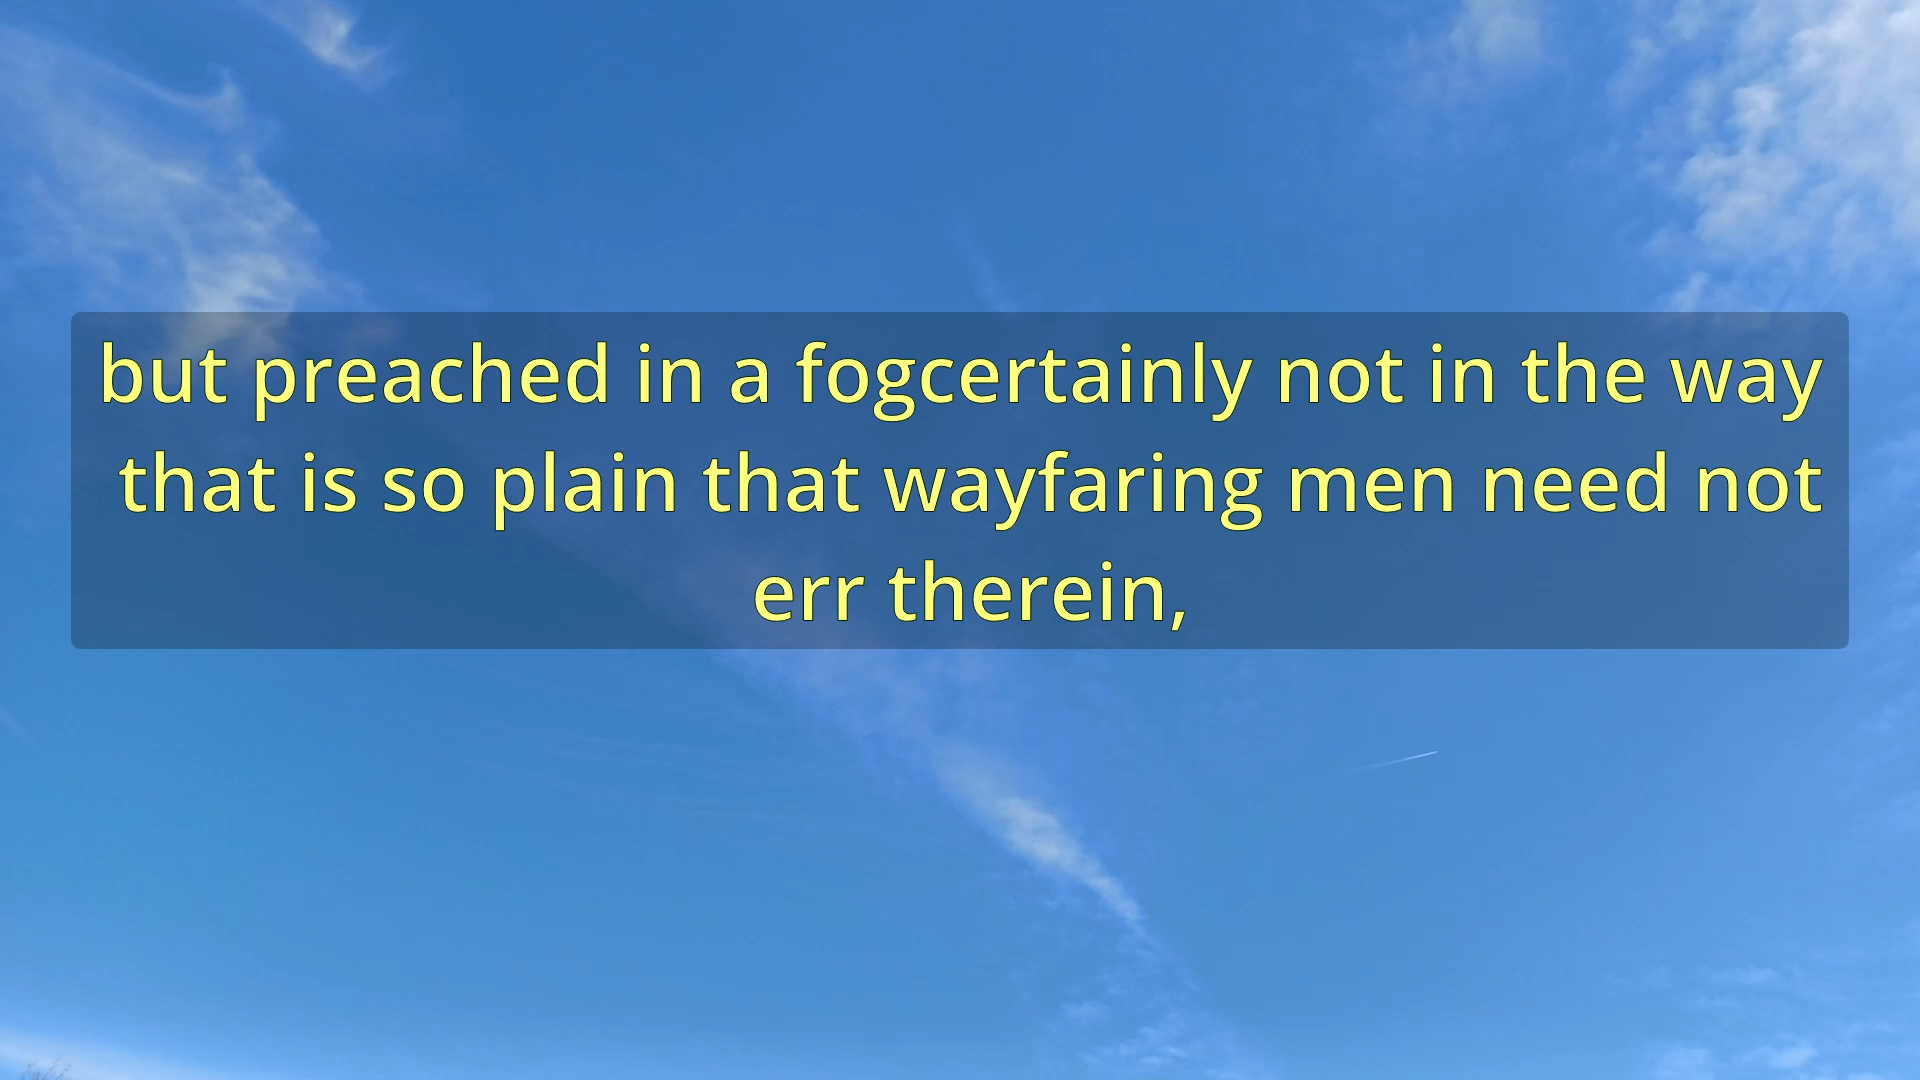 but preached in a fogcertainly not in the way
that is so plain that wayfaring men need not
err therein,